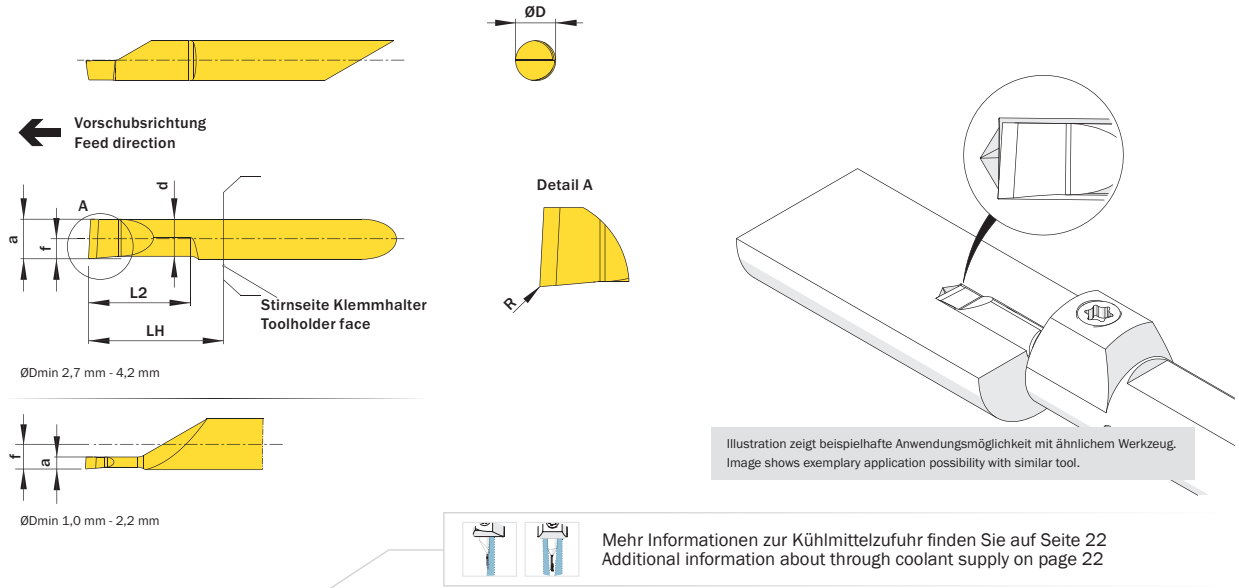 ØD
Vorschubsrichtung
Feed direction
d
A
a
f
L2
LH
Stirnseite Klemmhalter
Toolholder face
Detail A
R
ØDmin 2,7 mm - 4,2 mm
f
a
ØDmin 1,0 mm - 2,2 mm
Illustration zeigt beispielhafte Anwendungsmöglichkeit mit ähnlichem Werkzeug.
Image shows exemplary application possibility with similar tool.
Mehr Informationen zur Kühlmittelzufuhr finden Sie auf Seite 22
Additional information about through coolant supply on page 22